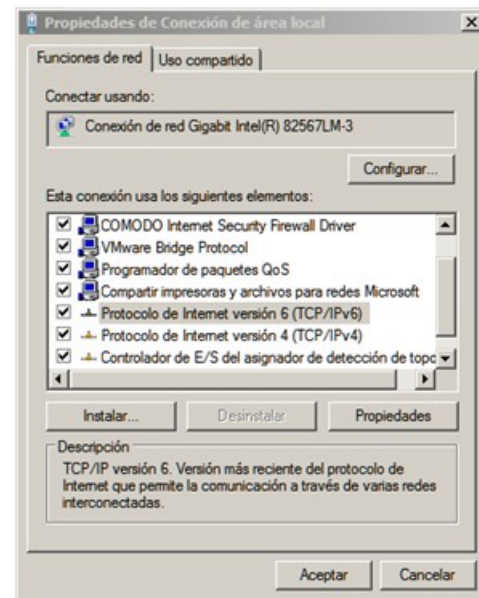 Propiedades de Conexión de área local
Funciones de red
Uso compartido
Conectar usando:
Conexión de red Gigabit Intel(R) 82567LM-3
Configurar...
Esta conexión usa los siguientes elementos:
COMODO Internet Security Firewall Driver
VMware Bridge Protocol
Programador de paquetes QoS
Compartir impresoras y archivos para redes Microsoft
Protocolo de Internet versión 6 (TCP/IPv6)
Protocolo de Internet versión 4 (TCP/IPv4)
Controlador de E/S del asignador de detección de topc
Instalar...
Desinstalar
Propiedades
Descripción
TCP/IP versión 6. Versión más reciente del protocolo de
Internet que permite la comunicación a través de varias redes
interconectadas.
Aceptar
Cancelar